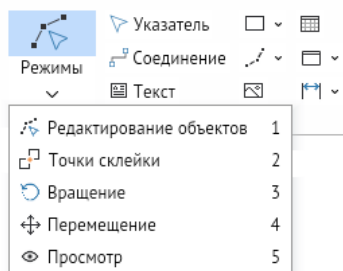 Указатель
Соединение
Режимы
Текст
Редактирование объектов 1
Точки склейки 2
Вращение 3
Перемещение 4
Просмотр 5